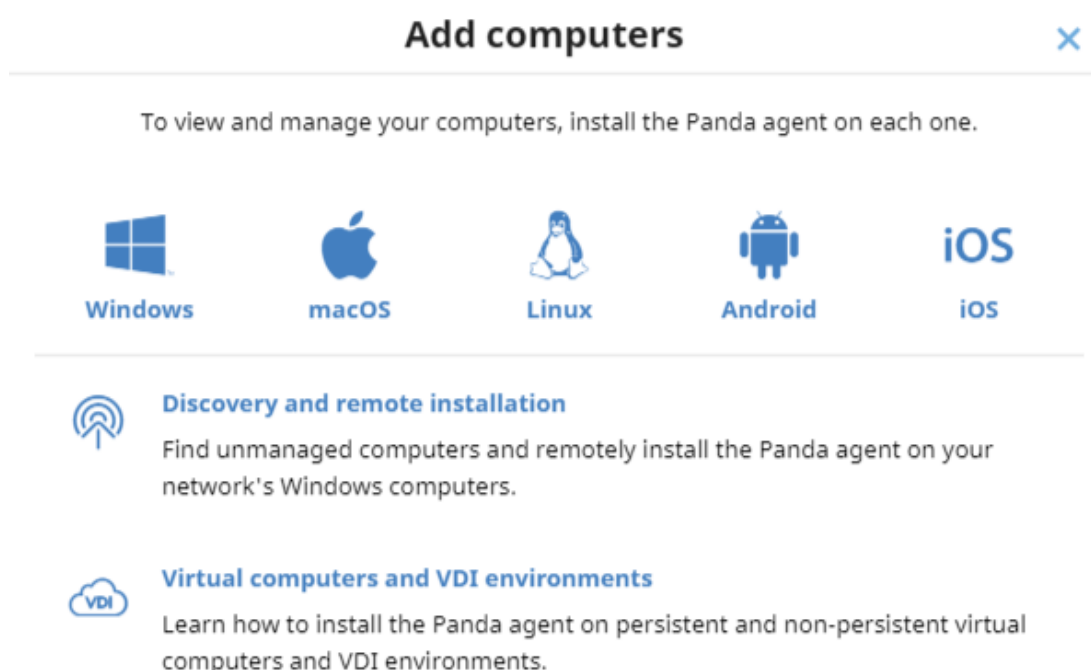 Add computers
To view and manage your computers, install the Panda agent on each one.
iOS
Windows macOS Linux Android iOS
Discovery and remote installation
Find unmanaged computers and remotely install the Panda agent on your
network's Windows computers.
Virtual computers and VDI environments
VDI
Learn how to install the Panda agent on persistent and non-persistent virtual
computers and VDI environments.